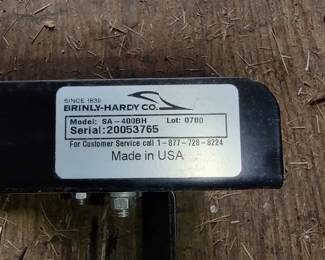 SINCE 1839
BRINLY-HARDY CO.
Model: SA-400BH Lot: 0780
Serial: 20053765
For Customer Service call 1-877-728-8224
Made in USA